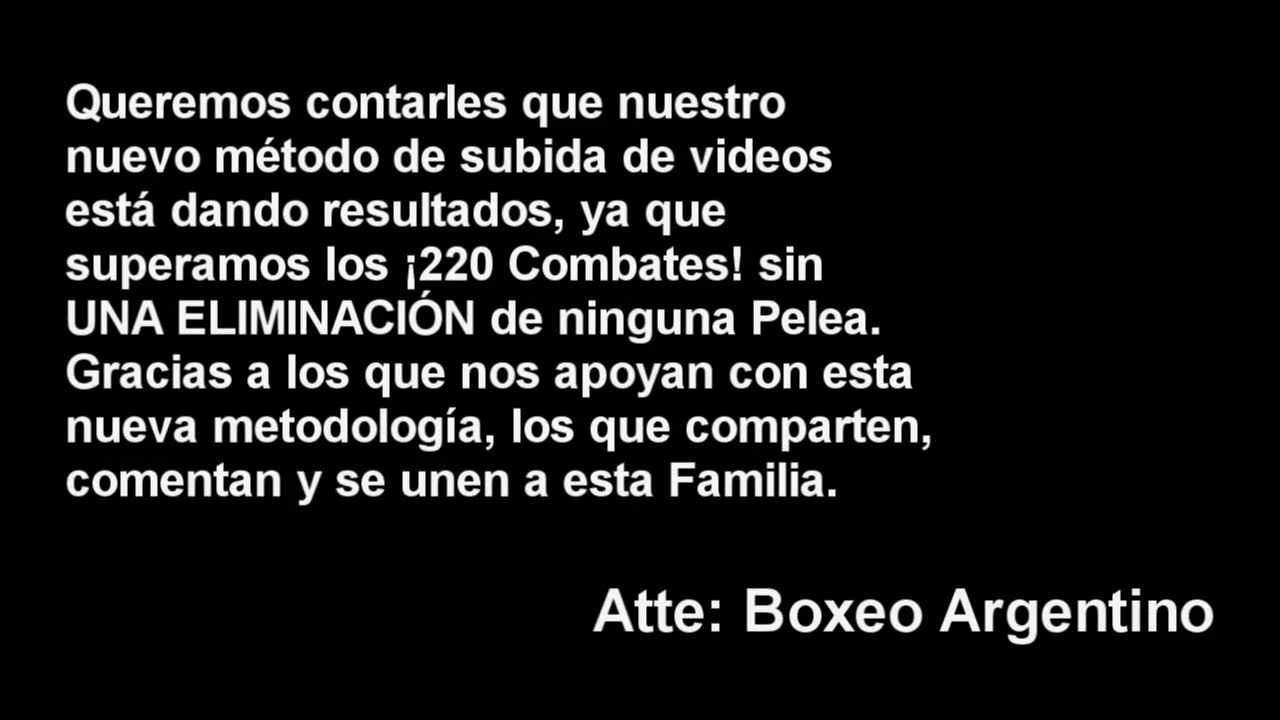 Queremos contarles que nuestro
nuevo método de subida de videos
está dando resultados, ya que
superamos los ¡220 Combates! sin
UNA ELIMINACIÓN de ninguna Pelea.
Gracias a los que nos apoyan con esta
nueva metodología, los que comparten,
comentan y se unen a esta Familia.
Atte: Boxeo Argentino